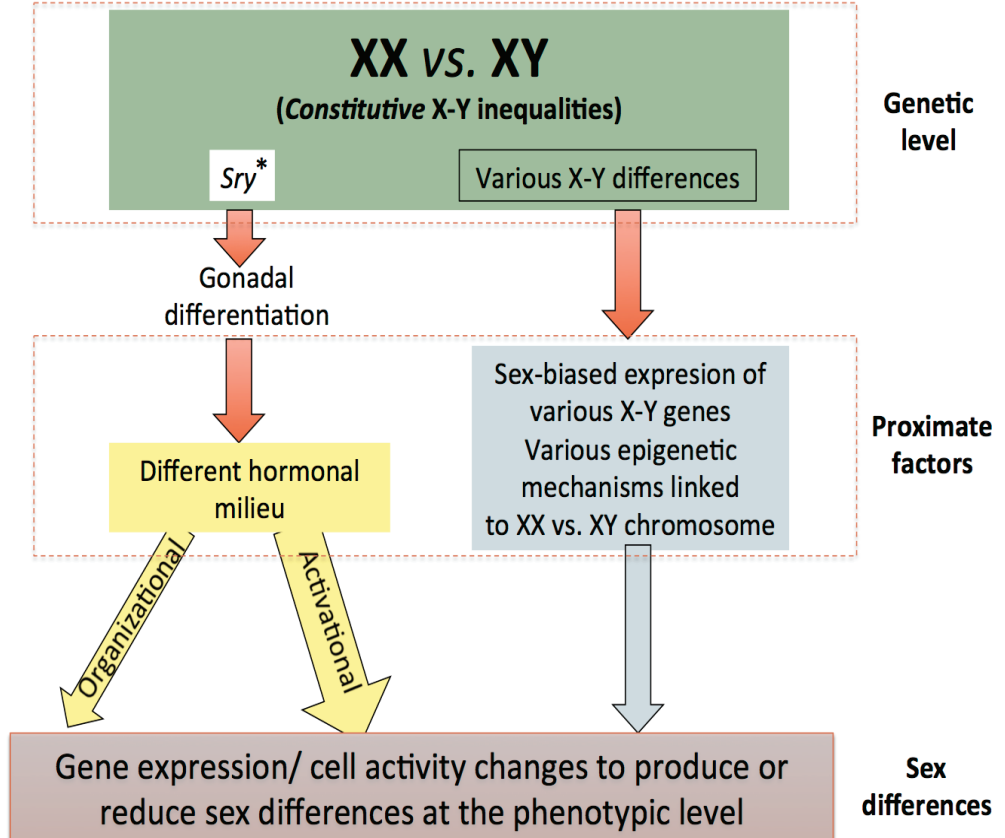 XX vs. XY
(Constitutive X-Y inequalities)
Sry*
Various X-Y differences
Genetic
level
Gonadal
differentiation
Different hormonal
milieu
Sex-biased expresion of
various X-Y genes
Various epigenetic
mechanisms linked
to XX vs. XY chromosome
Proximate
factors
Organizational
Activational
Gene expression/ cell activity changes to produce or
reduce sex differences at the phenotypic level
Sex
differences